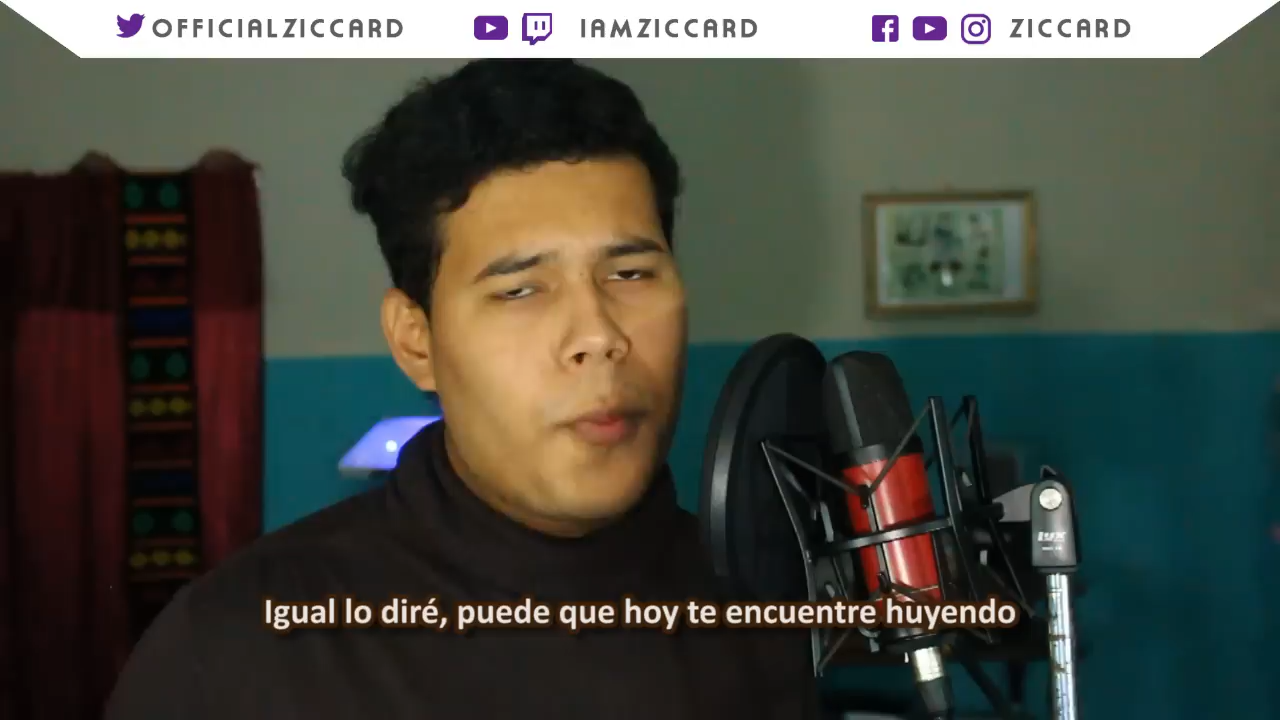 OFFICIALZICCARD
IAMZICCARD
ZICCARD
Igual lo diré, puede que hoy te encuentre huyendo